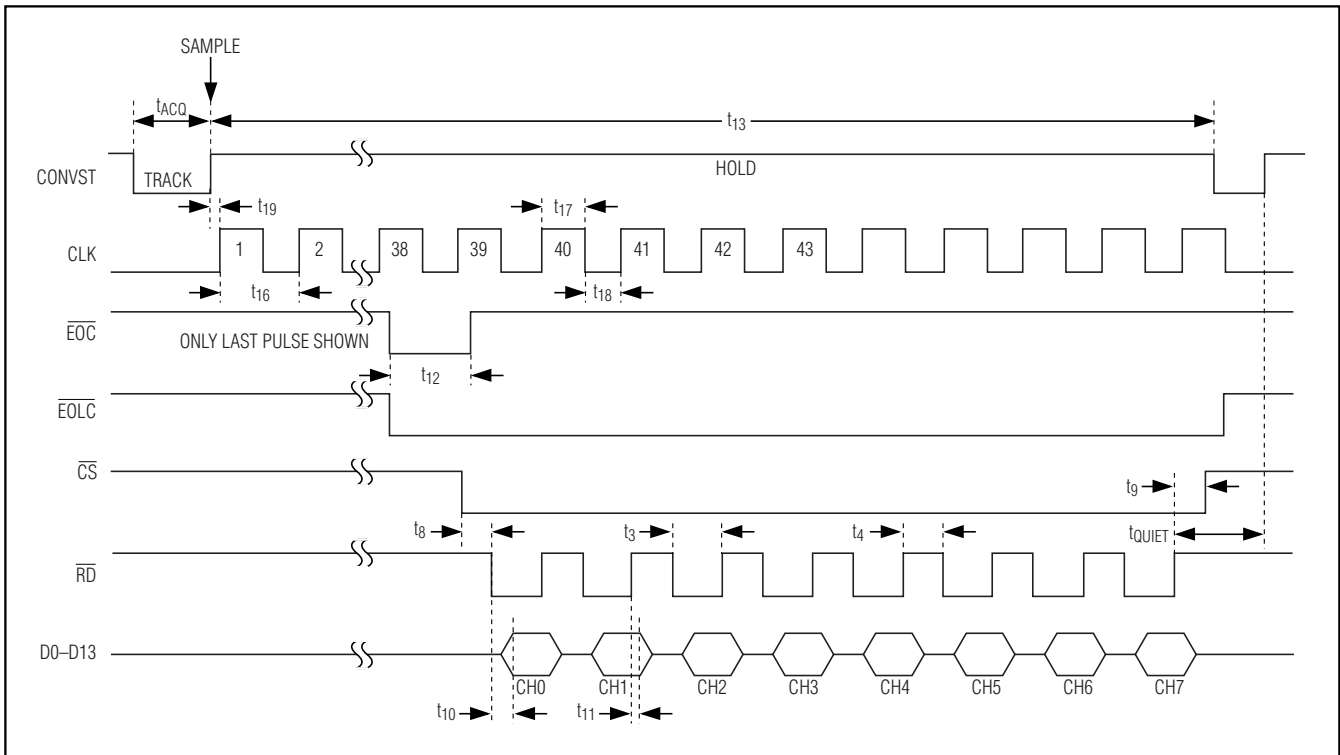 SAMPLE
tACQ
t13
CONVST TRACK HOLD
t19 t17
CLK 1 2 38 39 40 41 42 43
t16 t18
EOC ONLY LAST PULSE SHOWN
t12
EOLC
CS
t9
t8 t3 t4 tQUIET
RD
D0–D13
CH0 CH1 CH2 CH3 CH4 CH5 CH6 CH7
t10 t11